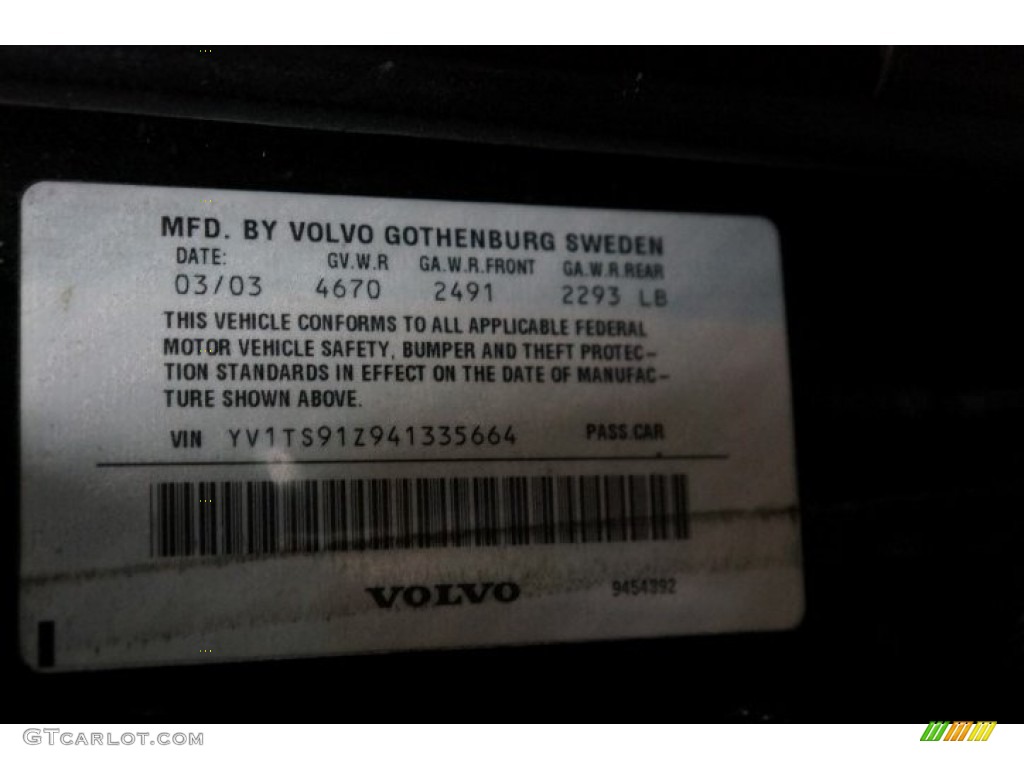 MFD. BY VOLVO GOTHENBURG SWEDEN
DATE: GV.W.R GA.W.R.FRONT GA.W.R.REAR
03/03 4670 2491 2293 LB
THIS VEHICLE CONFORMS TO ALL APPLICABLE FEDERAL
MOTOR VEHICLE SAFETY, BUMPER AND THEFT PROTEC-
TION STANDARDS IN EFFECT ON THE DATE OF MANUFAC-
TURE SHOWN ABOVE.
VIN YV1TS91Z941335664 PASS.CAR
VOLVO 9454392
GTCARLOT.COM